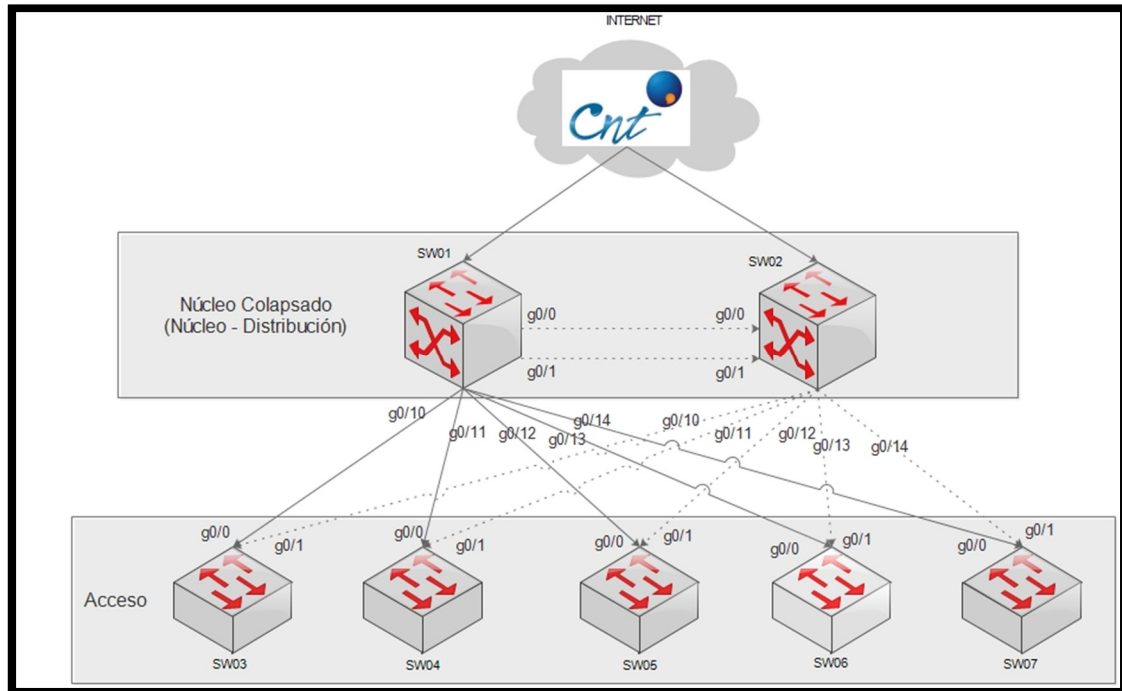 INTERNET
Cnt
SW01
SW02
Núcleo Colapsado
(Núcleo - Distribución)
g0/0
g0/0
g0/1
g0/1
g0/10
g0/11
g0/12
g0/13
g0/14
g0/10
g0/11
g0/12
g0/13
g0/14
g0/0
g0/1
g0/0
g0/1
g0/0
g0/1
g0/0
g0/1
g0/0
g0/1
Acceso
SW03
SW04
SW05
SW06
SW07